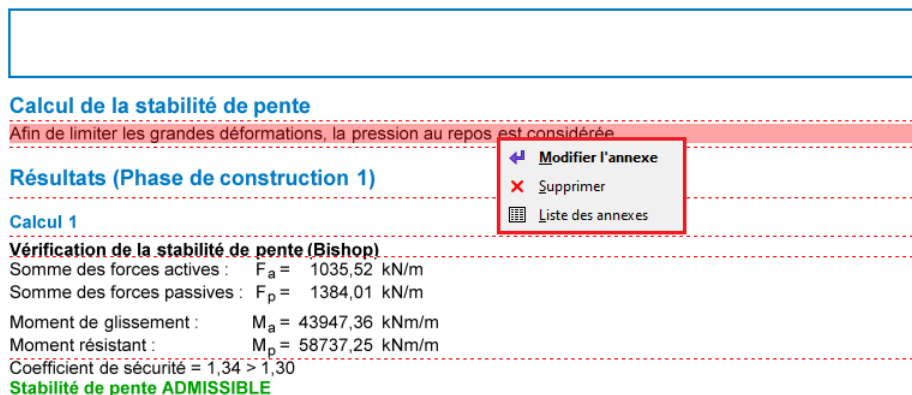 Calcul de la stabilité de pente
Afin de limiter les grandes déformations, la pression au repos est considérée
Modifier l'annexe
Résultats (Phase de construction 1)
Supprimer
Liste des annexes
Calcul 1
Vérification de la stabilité de pente (Bishop)
Somme des forces actives : Fa = 1035,52 kN/m
Somme des forces passives : Fp = 1384,01 kN/m
Moment de glissement : Ma = 43947,36 kNm/m
Moment résistant : Mp = 58737,25 kNm/m
Coefficient de sécurité = 1,34 > 1,30
Stabilité de pente ADMISSIBLE